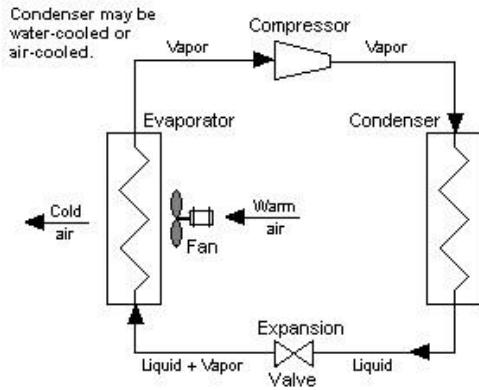 Condenser may be
water-cooled or
air-cooled.
Compressor
Vapor
Vapor
Evaporator
Condenser
Cold
air
Warm
air
Fan
Expansion
Valve
Liquid + Vapor
Liquid